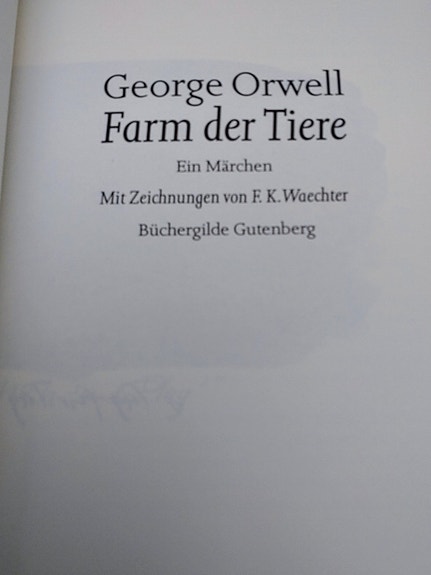 George Orwell
Farm der Tiere
Ein Märchen
Mit Zeichnungen von F. K. Waechter
Büchergilde Gutenberg